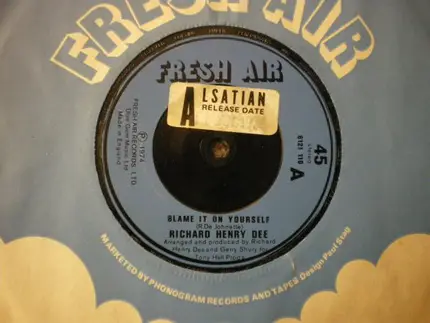 FRESH AIR
FRESH AIR
ALSATIAN
RELEASE DATE
℗ 1974
FRESH AIR RECORDS LTD.
Made in England
45
stereo
6121 110
A
BLAME IT ON YOURSELF
(R.De Johnette)
RICHARD HENRY DEE
Arranged and produced by Richard
Henry Dee and Gerry Shury for
Tony Hall Prods
MARKETED BY PHONOGRAM RECORDS AND TAPES Design Paul Stag